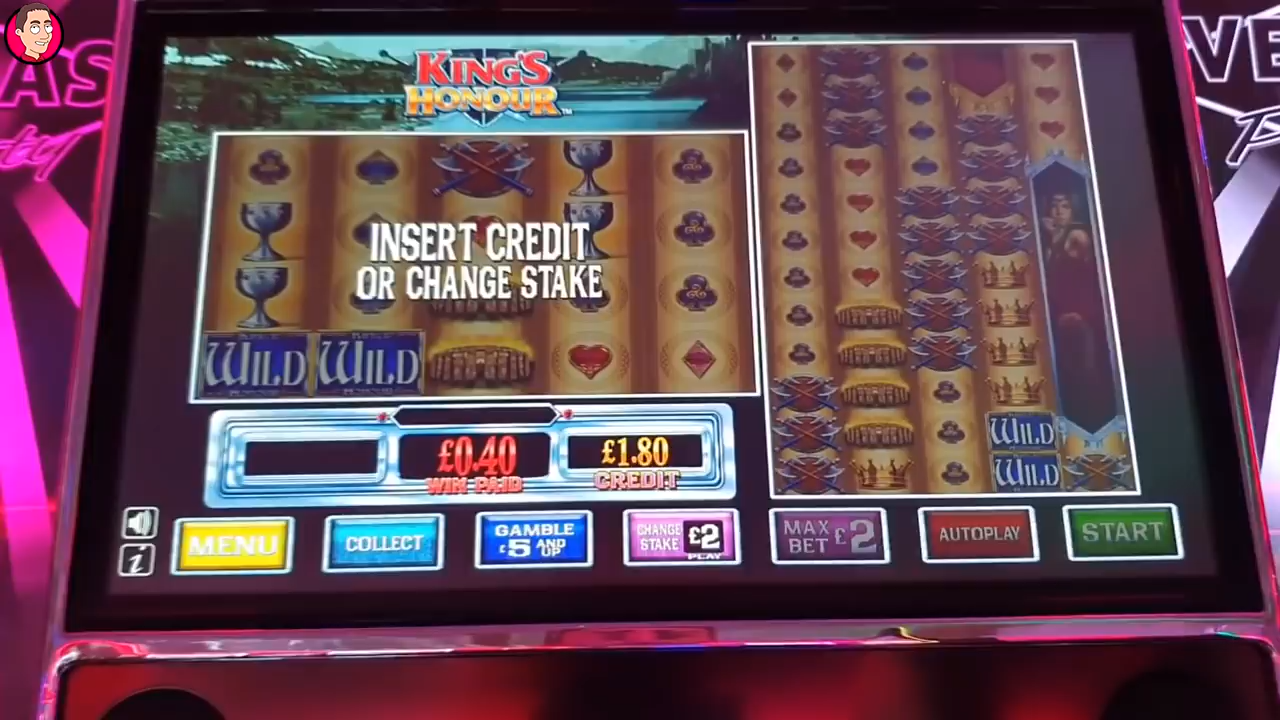 KING'S
HONOUR™
INSERT CREDIT
OR CHANGE STAKE
WILD WILD
WILD
WILD
£0.40
WIN PAID
£1.80
CREDIT
MENU
COLLECT
GAMBLE
£5 AND UP
CHANGE STAKE £2 PLAY
MAX BET £2
AUTOPLAY
START